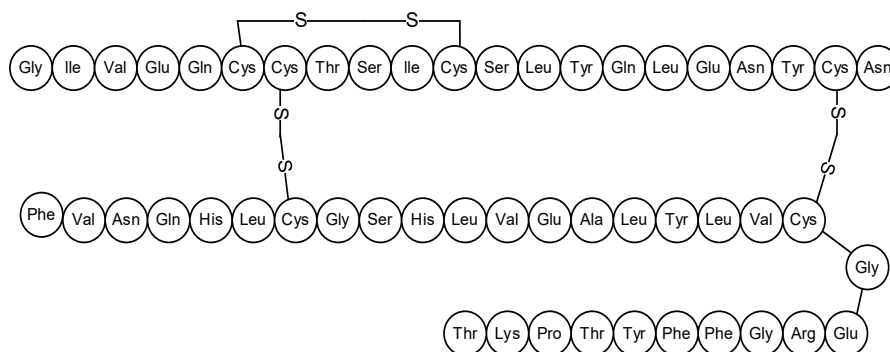 S S
Gly Ile Val Glu Gln Cys Cys Thr Ser Ile Cys Ser Leu Tyr Gln Leu Glu Asn Tyr Cys Asn
S S
S S
Phe Val Asn Gln His Leu Cys Gly Ser His Leu Val Glu Ala Leu Tyr Leu Val Cys
Gly
Thr Lys Pro Thr Tyr Phe Phe Gly Arg Glu